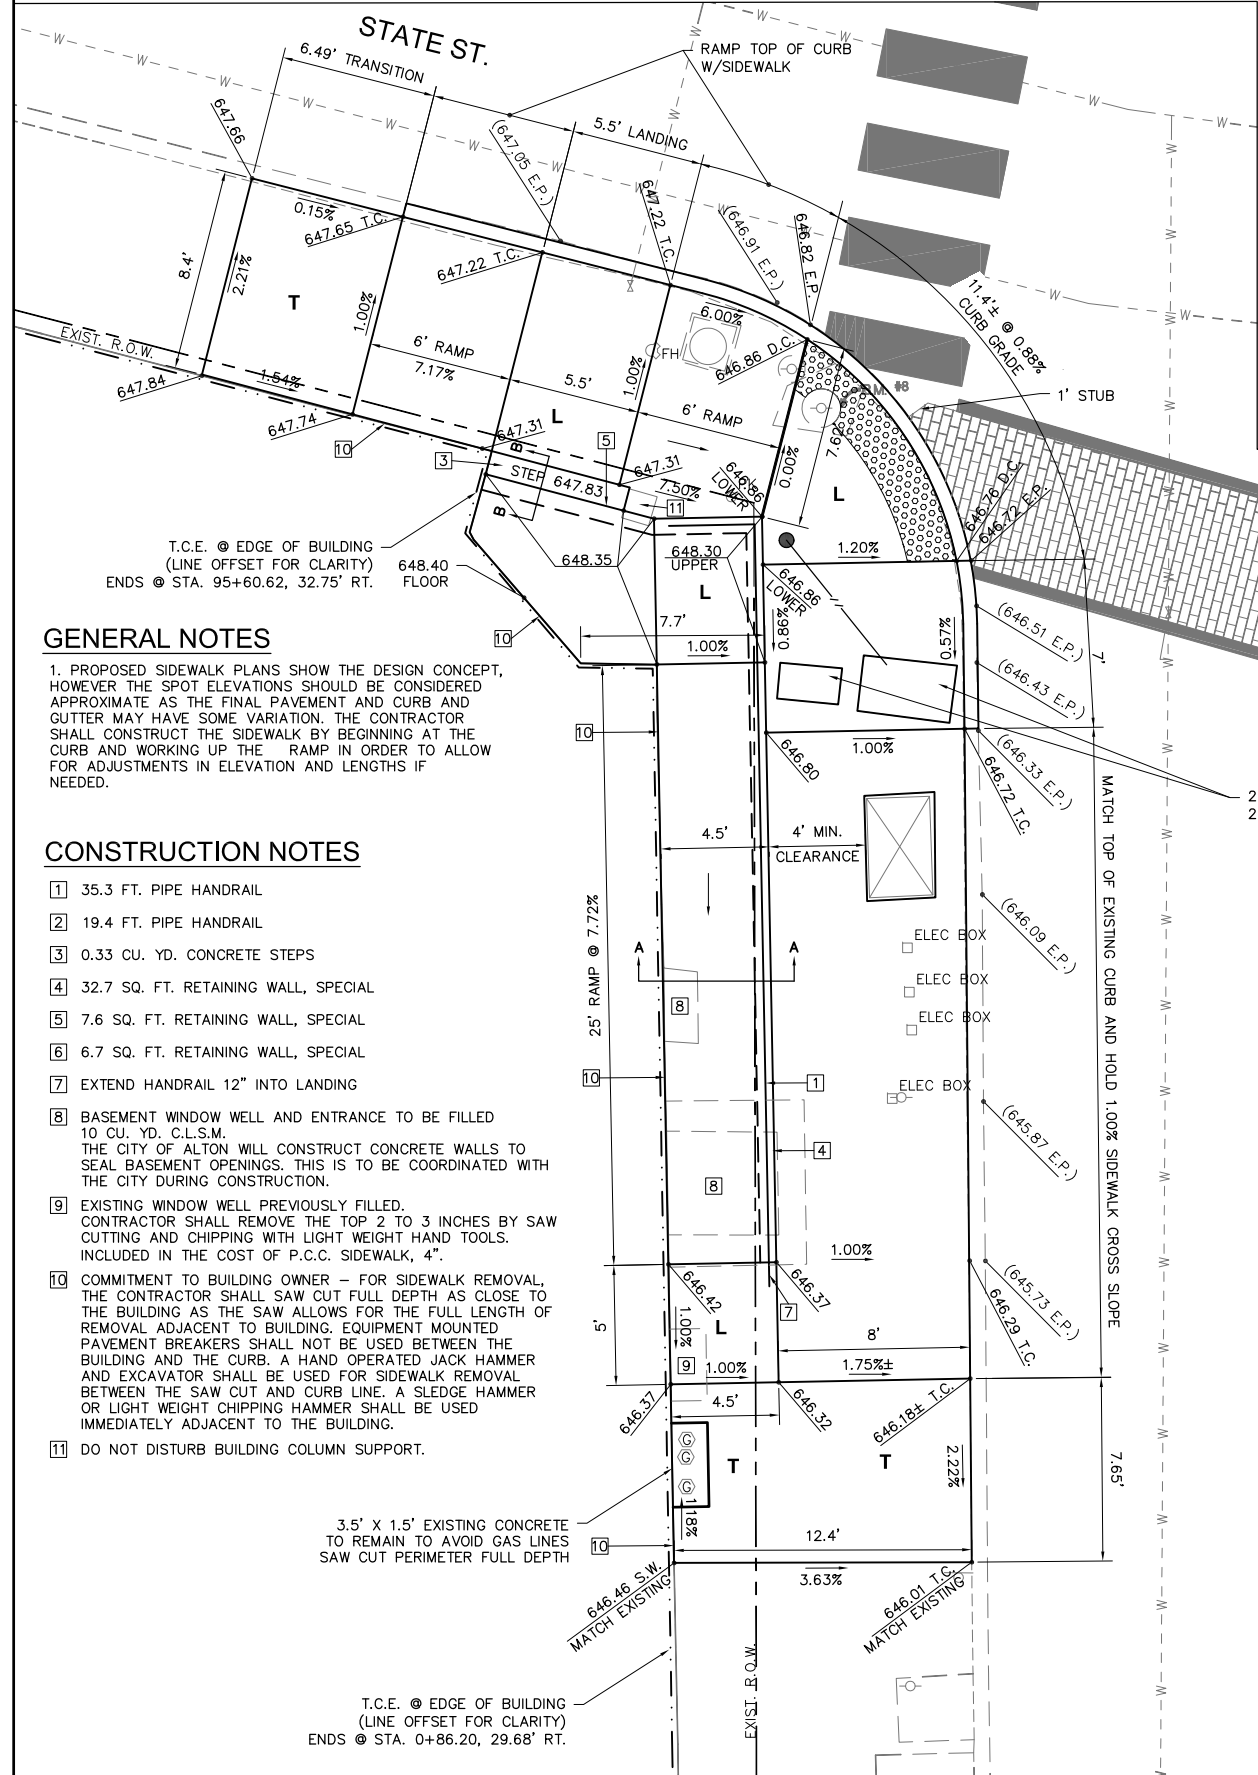 STATE ST.
6.49' TRANSITION
RAMP TOP OF CURB
W/SIDEWALK
5.5' LANDING
647.66
(647.05 E.P.)
647.22 T.C.
(646.91 E.P.)
646.82 E.P.
0.15%
647.65 T.C.
647.22 T.C.
8.4'
2.21%
T
1.00%
6.00%
11.4'± @ 0.88%
CURB GRADE
6' RAMP
7.17%
FH
646.86 D.C.
EXIST. R.O.W.
1.54%
5.5'
1.00%
L
#8
1' STUB
647.84
647.74
6' RAMP
7.62'
0.00%
L
10
647.31
B
5
3
STEP
647.83
647.31
7.50%
646.86
LOWER
11
B
646.76 D.C.
646.72 E.P.
T.C.E. @ EDGE OF BUILDING
(LINE OFFSET FOR CLARITY)
ENDS @ STA. 95+60.62, 32.75' RT.
648.40
FLOOR
648.35
648.30
UPPER
1.20%
646.86
LOWER
L
10
7.7'
1.00%
0.86%
0.57%
(646.51 E.P.)
7'
(646.43 E.P.)
GENERAL NOTES
1. PROPOSED SIDEWALK PLANS SHOW THE DESIGN CONCEPT,
HOWEVER THE SPOT ELEVATIONS SHOULD BE CONSIDERED
APPROXIMATE AS THE FINAL PAVEMENT AND CURB AND
GUTTER MAY HAVE SOME VARIATION. THE CONTRACTOR
SHALL CONSTRUCT THE SIDEWALK BY BEGINNING AT THE
CURB AND WORKING UP THE RAMP IN ORDER TO ALLOW
FOR ADJUSTMENTS IN ELEVATION AND LENGTHS IF
NEEDED.
10
646.80
1.00%
646.72 T.C.
(646.33 E.P.)
2
2
4.5'
4' MIN.
CLEARANCE
MATCH TOP OF EXISTING CURB AND HOLD 1.00% SIDEWALK CROSS SLOPE
25' RAMP @ 7.72%
A
A
8
ELEC BOX
ELEC BOX
ELEC BOX
ELEC BOX
(646.09 E.P.)
(645.87 E.P.)
10
1
4
8
CONSTRUCTION NOTES
1 35.3 FT. PIPE HANDRAIL
2 19.4 FT. PIPE HANDRAIL
3 0.33 CU. YD. CONCRETE STEPS
4 32.7 SQ. FT. RETAINING WALL, SPECIAL
5 7.6 SQ. FT. RETAINING WALL, SPECIAL
6 6.7 SQ. FT. RETAINING WALL, SPECIAL
7 EXTEND HANDRAIL 12" INTO LANDING
8 BASEMENT WINDOW WELL AND ENTRANCE TO BE FILLED
10 CU. YD. C.L.S.M.
THE CITY OF ALTON WILL CONSTRUCT CONCRETE WALLS TO
SEAL BASEMENT OPENINGS. THIS IS TO BE COORDINATED WITH
THE CITY DURING CONSTRUCTION.
9 EXISTING WINDOW WELL PREVIOUSLY FILLED.
CONTRACTOR SHALL REMOVE THE TOP 2 TO 3 INCHES BY SAW
CUTTING AND CHIPPING WITH LIGHT WEIGHT HAND TOOLS.
INCLUDED IN THE COST OF P.C.C. SIDEWALK, 4".
10 COMMITMENT TO BUILDING OWNER – FOR SIDEWALK REMOVAL,
THE CONTRACTOR SHALL SAW CUT FULL DEPTH AS CLOSE TO
THE BUILDING AS THE SAW ALLOWS FOR THE FULL LENGTH OF
REMOVAL ADJACENT TO BUILDING. EQUIPMENT MOUNTED
PAVEMENT BREAKERS SHALL NOT BE USED BETWEEN THE
BUILDING AND THE CURB. A HAND OPERATED JACK HAMMER
AND EXCAVATOR SHALL BE USED FOR SIDEWALK REMOVAL
BETWEEN THE SAW CUT AND CURB LINE. A SLEDGE HAMMER
OR LIGHT WEIGHT CHIPPING HAMMER SHALL BE USED
IMMEDIATELY ADJACENT TO THE BUILDING.
11 DO NOT DISTURB BUILDING COLUMN SUPPORT.
1.00%
646.42
646.37
7
(645.73 E.P.)
646.29 T.C.
5'
1.00%
L
9
1.00%
8'
1.75%±
4.5'
646.37
646.32
646.18± T.C.
T
T
2.22%
7.65'
G
G
G
1.18%
3.5' X 1.5' EXISTING CONCRETE
TO REMAIN TO AVOID GAS LINES
SAW CUT PERIMETER FULL DEPTH
10
12.4'
3.63%
646.46 S.W.
MATCH EXISTING
646.01 T.C.
MATCH EXISTING
EXIST. R.O.W.
T.C.E. @ EDGE OF BUILDING
(LINE OFFSET FOR CLARITY)
ENDS @ STA. 0+86.20, 29.68' RT.